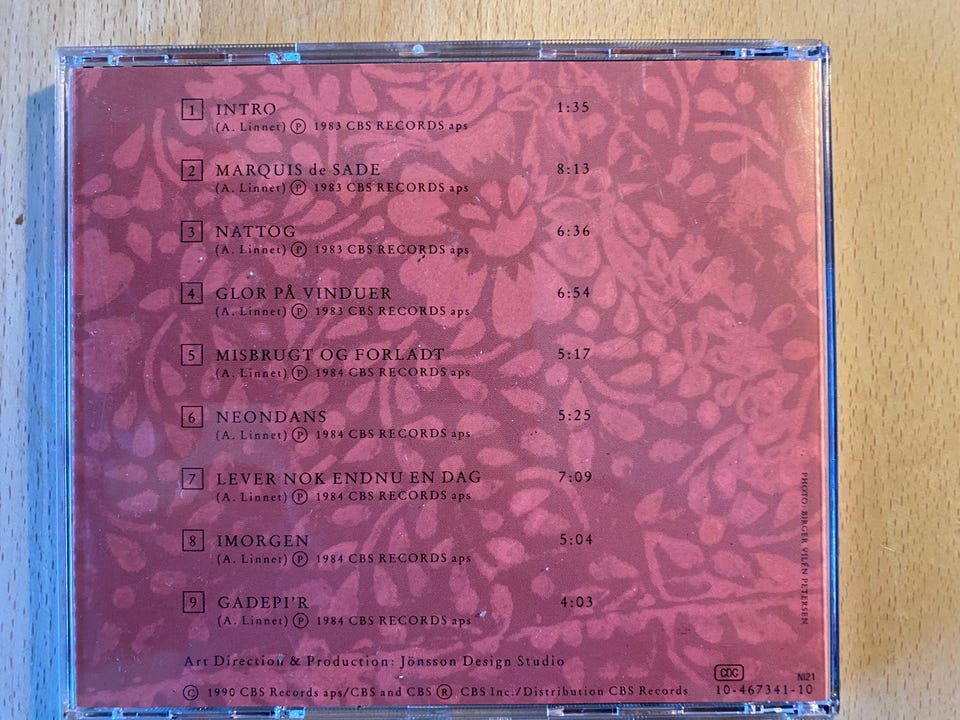 1 INTRO 1:35
(A. Linnet) Ⓟ 1983 CBS RECORDS aps
2 MARQUIS de SADE 8:13
(A. Linnet) Ⓟ 1983 CBS RECORDS aps
3 NATTOG 6:36
(A. Linnet) Ⓟ 1983 CBS RECORDS aps
4 GLOR PÅ VINDUER 6:54
(A. Linnet) Ⓟ 1983 CBS RECORDS aps
5 MISBRUGT OG FORLADT 5:17
(A. Linnet) Ⓟ 1984 CBS RECORDS aps
6 NEONDANS 5:25
(A. Linnet) Ⓟ 1984 CBS RECORDS aps
7 LEVER NOK ENDNU EN DAG 7:09
(A. Linnet) Ⓟ 1984 CBS RECORDS aps
8 IMORGEN 5:04
(A. Linnet) Ⓟ 1984 CBS RECORDS aps
9 GADEPI'R 4:03
(A. Linnet) Ⓟ 1984 CBS RECORDS aps
Art Direction & Production: Jönsson Design Studio
© 1990 CBS Records aps/CBS and CBS ® CBS Inc./Distribution CBS Records
CDC
NI21
10-467341-10
PHOTO: BIRGER VILÉN PETERSEN